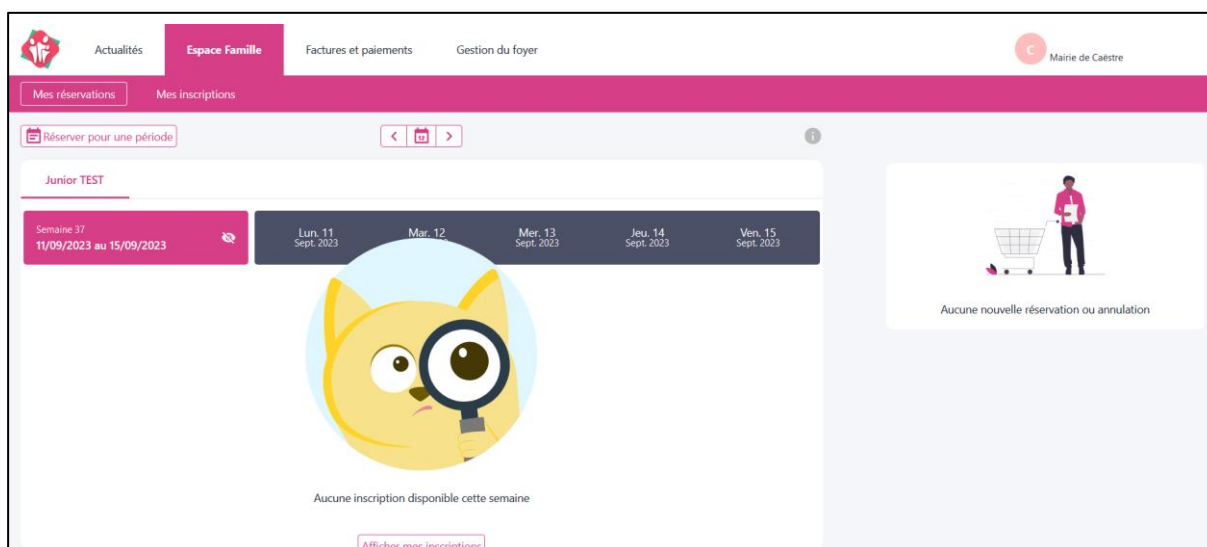 Actualités
Espace Famille
Factures et paiements
Gestion du foyer
C
Mairie de Caëstre
Mes réservations
Mes inscriptions
Réserver pour une période
Junior TEST
Semaine 37
11/09/2023 au 15/09/2023
Lun. 11
Sept. 2023
Mar. 12
Mer. 13
Sept. 2023
Jeu. 14
Sept. 2023
Ven. 15
Sept. 2023
Aucune nouvelle réservation ou annulation
Aucune inscription disponible cette semaine
Afficher mes inscriptions